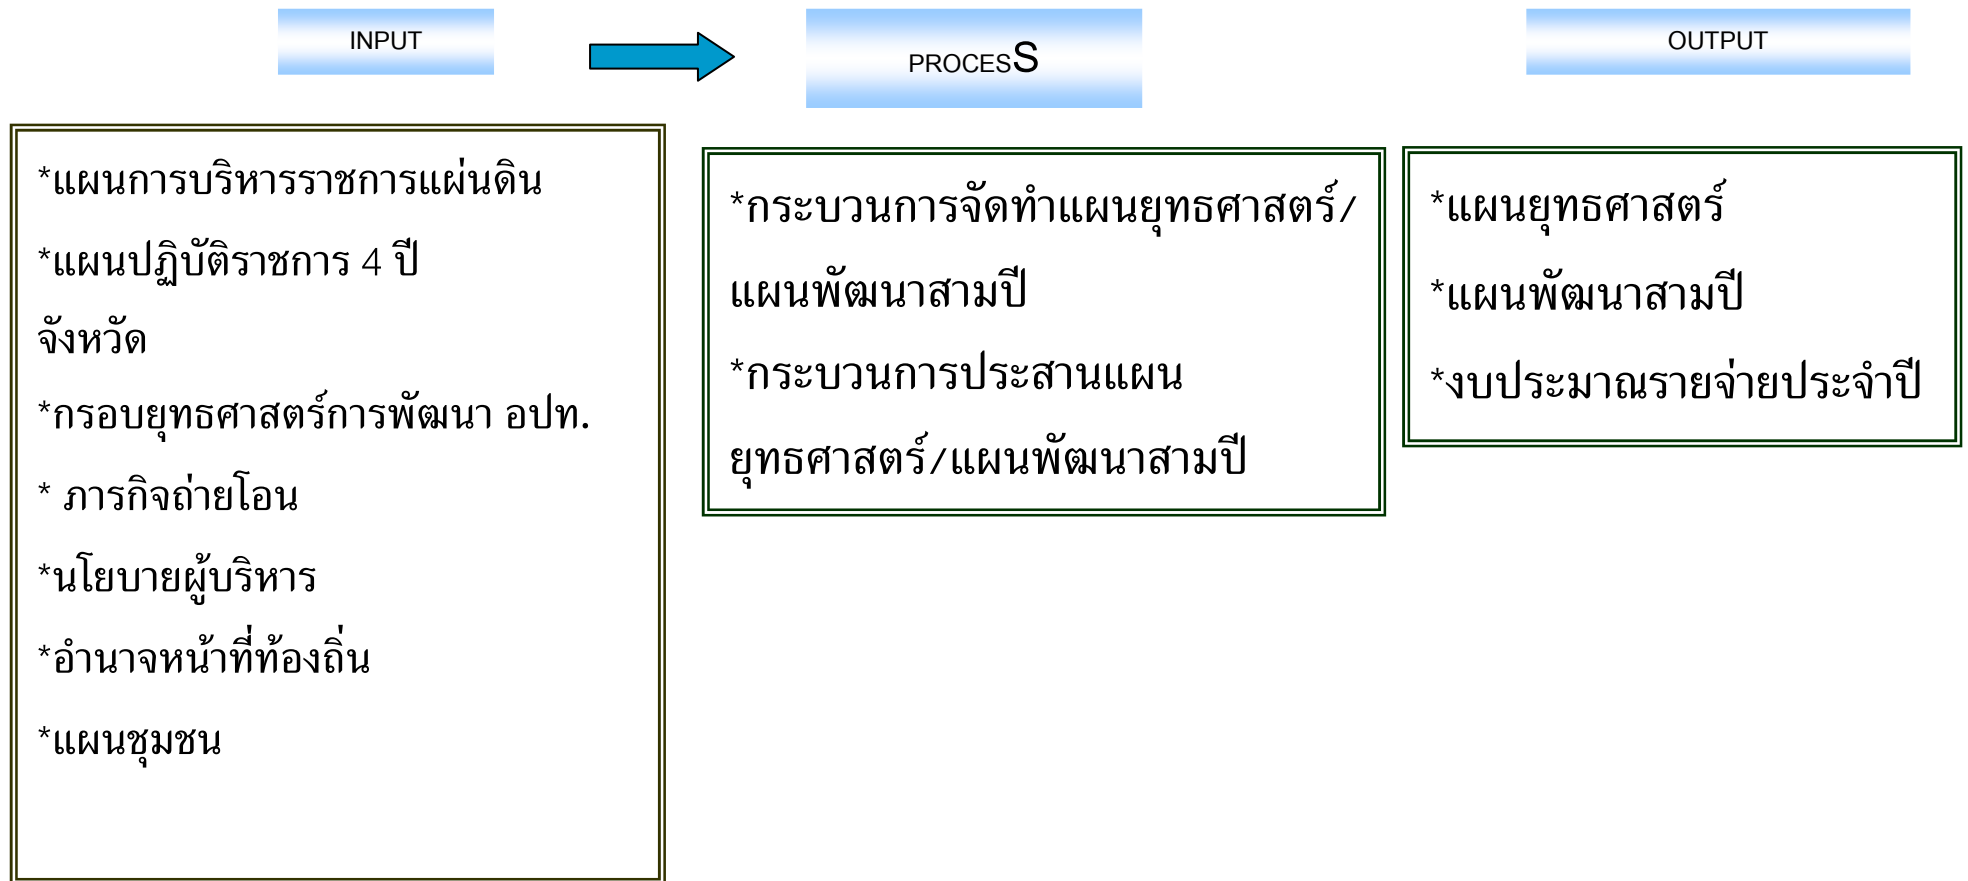 INPUT
PROCESS
OUTPUT
*แผนการบริหารราชการแผ่นดิน
*แผนปฏิบัติราชการ 4 ปี
จังหวัด
*กรอบยุทธศาสตร์การพัฒนา อปท.
* ภารกิจถ่ายโอน
*นโยบายผู้บริหาร
*อำนาจหน้าที่ท้องถิ่น
*แผนชุมชน
*กระบวนการจัดทำแผนยุทธศาสตร์/
แผนพัฒนาสามปี
*กระบวนการประสานแผน
ยุทธศาสตร์/แผนพัฒนาสามปี
*แผนยุทธศาสตร์
*แผนพัฒนาสามปี
*งบประมาณรายจ่ายประจำปี